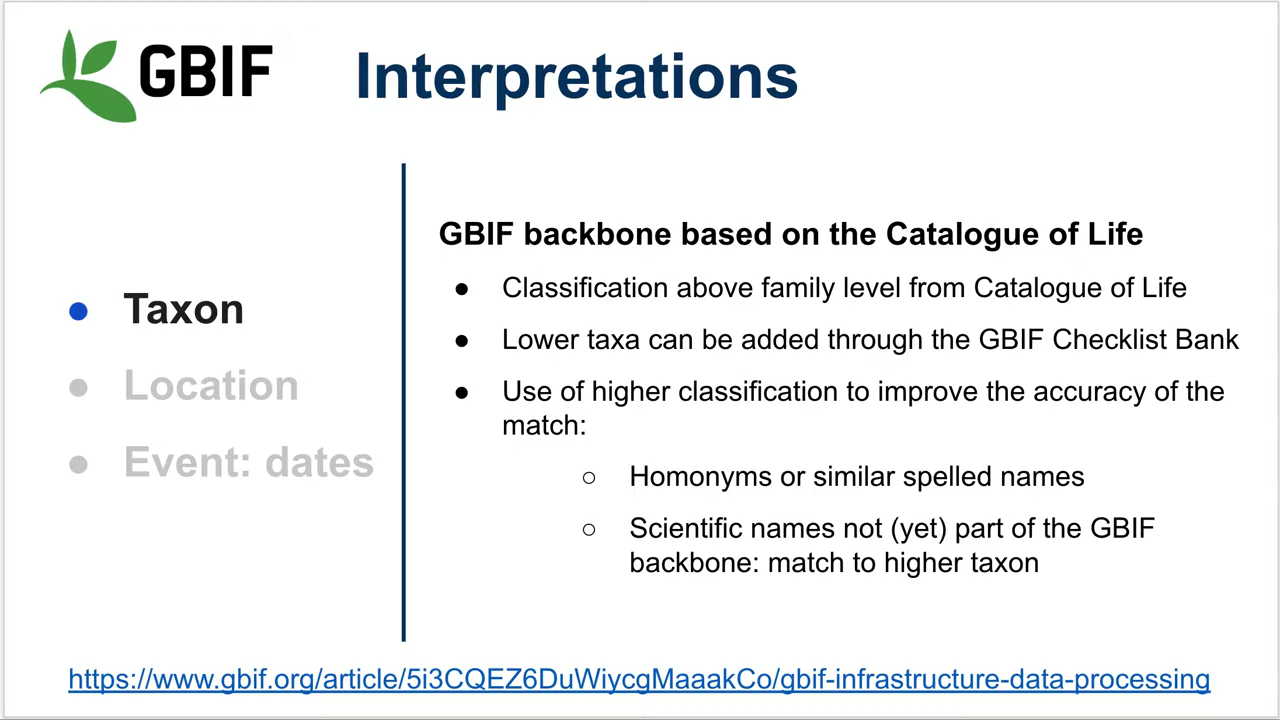 GBIF
Interpretations
● Taxon
● Location
● Event: dates
GBIF backbone based on the Catalogue of Life
● Classification above family level from Catalogue of Life
● Lower taxa can be added through the GBIF Checklist Bank
● Use of higher classification to improve the accuracy of the
match:
○ Homonyms or similar spelled names
○ Scientific names not (yet) part of the GBIF
backbone: match to higher taxon
https://www.gbif.org/article/5i3CQEZ6DuWiycgMaaakCo/gbif-infrastructure-data-processing